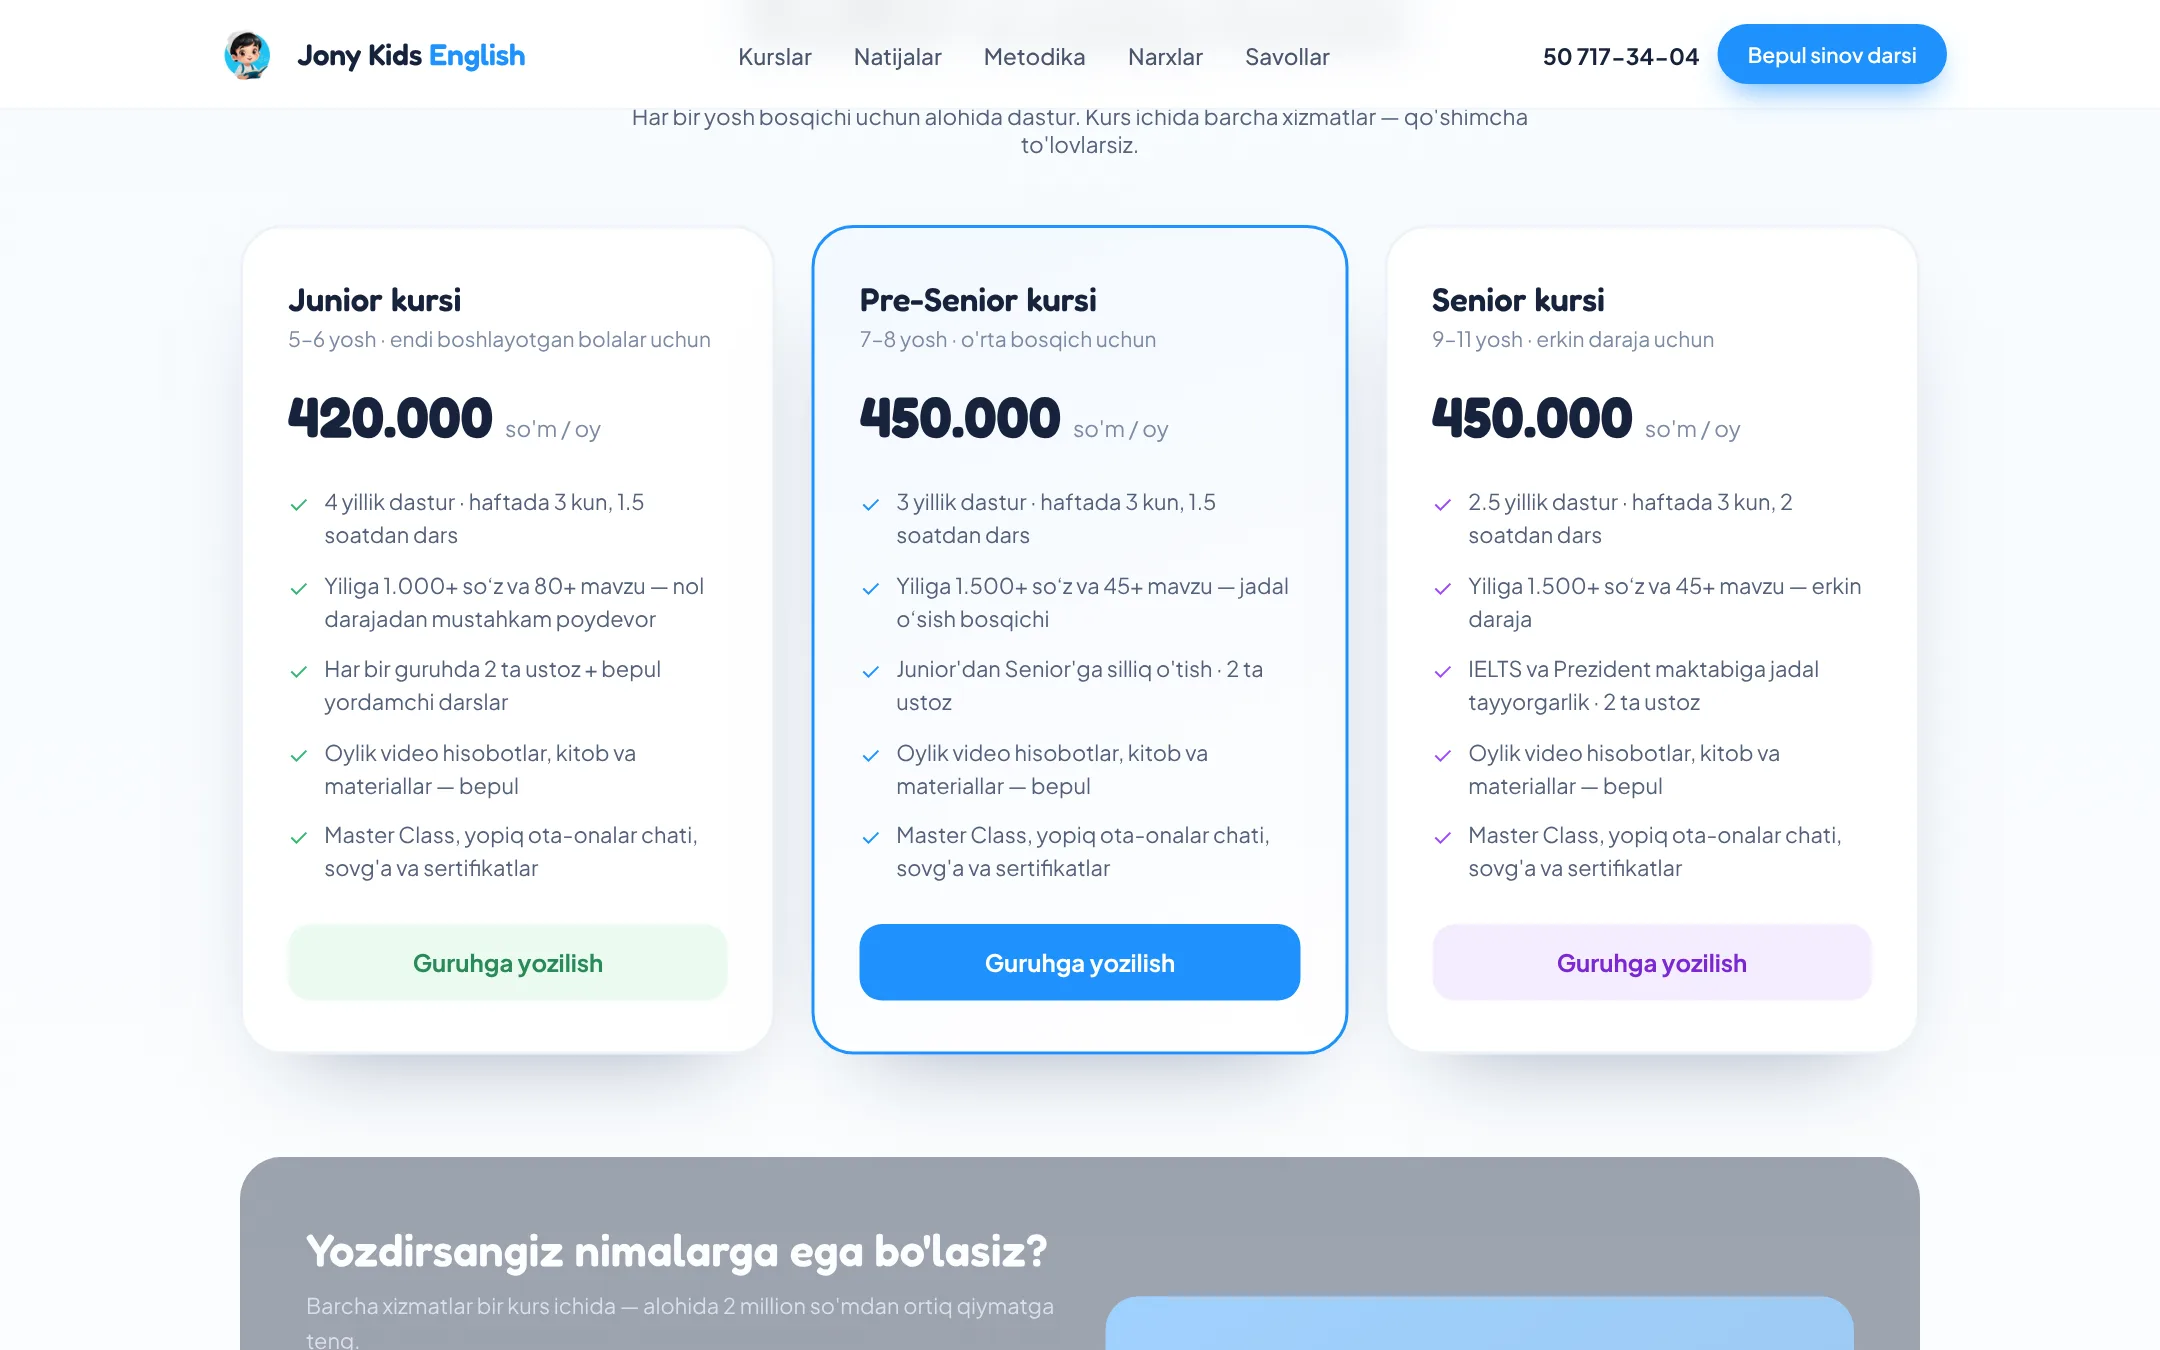 Jony Kids English
Kurslar
Natijalar
Metodika
Narxlar
Savollar
50 717-34-04
Bepul sinov darsi
Har bir yosh bosqichi uchun alohida dastur. Kurs ichida barcha xizmatlar — qo'shimcha
to'lovlarsiz.
Junior kursi
5–6 yosh · endi boshlayotgan bolalar uchun
420.000 so'm / oy
4 yillik dastur · haftada 3 kun, 1.5
soatdan dars
Yiliga 1.000+ so‘z va 80+ mavzu — nol
darajadan mustahkam poydevor
Har bir guruhda 2 ta ustoz + bepul
yordamchi darslar
Oylik video hisobotlar, kitob va
materiallar — bepul
Master Class, yopiq ota-onalar chati,
sovg'a va sertifikatlar
Guruhga yozilish
Pre-Senior kursi
7–8 yosh · o'rta bosqich uchun
450.000 so'm / oy
3 yillik dastur · haftada 3 kun, 1.5
soatdan dars
Yiliga 1.500+ so‘z va 45+ mavzu — jadal
o‘sish bosqichi
Junior'dan Senior'ga silliq o'tish · 2 ta
ustoz
Oylik video hisobotlar, kitob va
materiallar — bepul
Master Class, yopiq ota-onalar chati,
sovg'a va sertifikatlar
Guruhga yozilish
Senior kursi
9–11 yosh · erkin daraja uchun
450.000 so'm / oy
2.5 yillik dastur · haftada 3 kun, 2
soatdan dars
Yiliga 1.500+ so‘z va 45+ mavzu — erkin
daraja
IELTS va Prezident maktabiga jadal
tayyorgarlik · 2 ta ustoz
Oylik video hisobotlar, kitob va
materiallar — bepul
Master Class, yopiq ota-onalar chati,
sovg'a va sertifikatlar
Guruhga yozilish
Yozdirsangiz nimalarga ega bo'lasiz?
Barcha xizmatlar bir kurs ichida — alohida 2 million so'mdan ortiq qiymatga
teng.